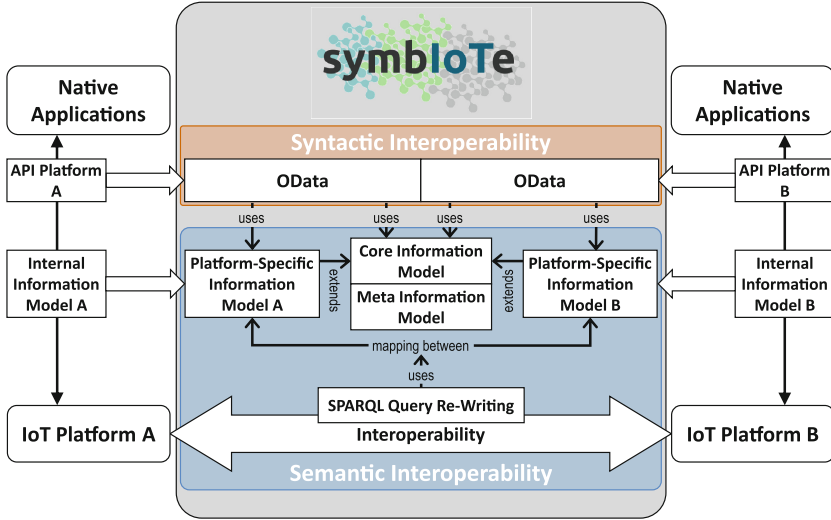 symbIoTe
Native
Applications
Native
Applications
Syntactic Interoperability
API Platform
A
OData
OData
API Platform
B
uses
uses
uses
uses
Internal
Information
Model A
Platform-Specific
Information
Model A
extends
Core Information
Model
Meta Information
Model
extends
Platform-Specific
Information
Model B
Internal
Information
Model B
mapping between
uses
SPARQL Query Re-Writing
IoT Platform A
Interoperability
IoT Platform B
Semantic Interoperability